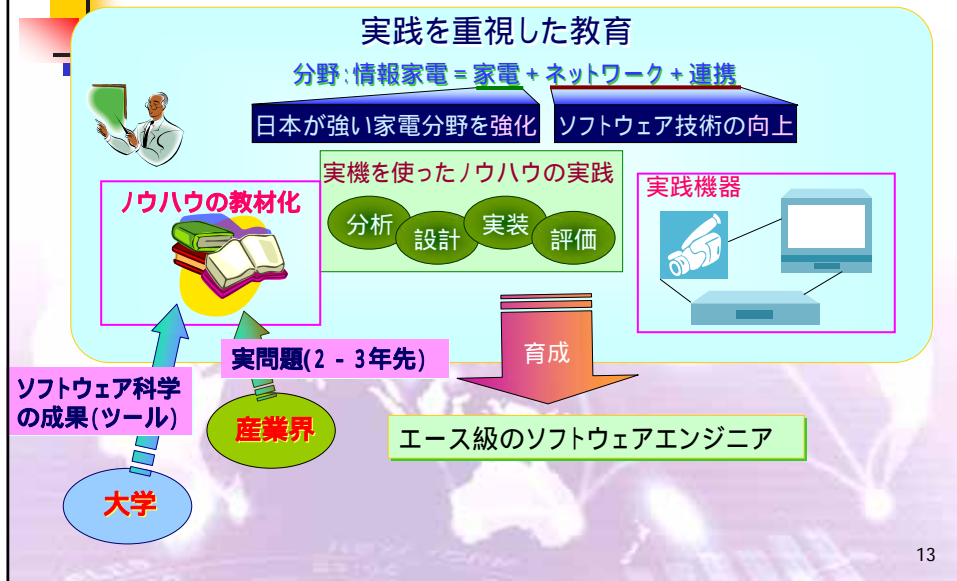 実践を重視した教育
分野:情報家電 = 家電 + ネットワーク + 連携
日本が強い家電分野を強化
ソフトウェア技術の向上
実機を使ったノウハウの実践
分析
設計
実装
評価
ノウハウの教材化
実践機器
育成
実問題(2 - 3年先)
ソフトウェア科学
の成果(ツール)
産業界
エース級のソフトウェアエンジニア
大学
13